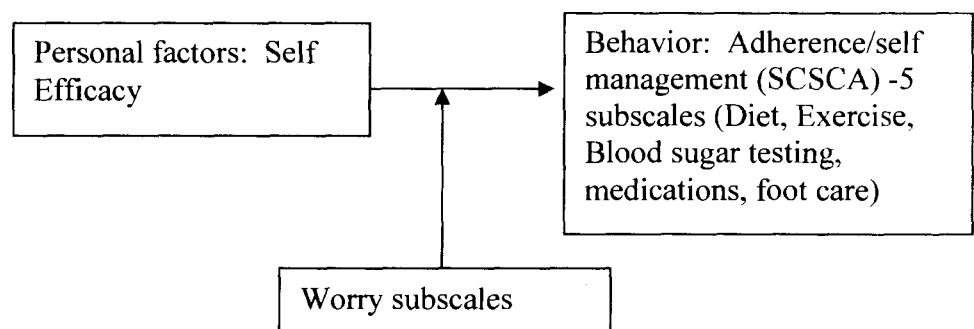 Personal factors: Self
Efficacy
Behavior: Adherence/self
management (SCSCA) -5
subscales (Diet, Exercise,
Blood sugar testing,
medications, foot care)
Worry subscales